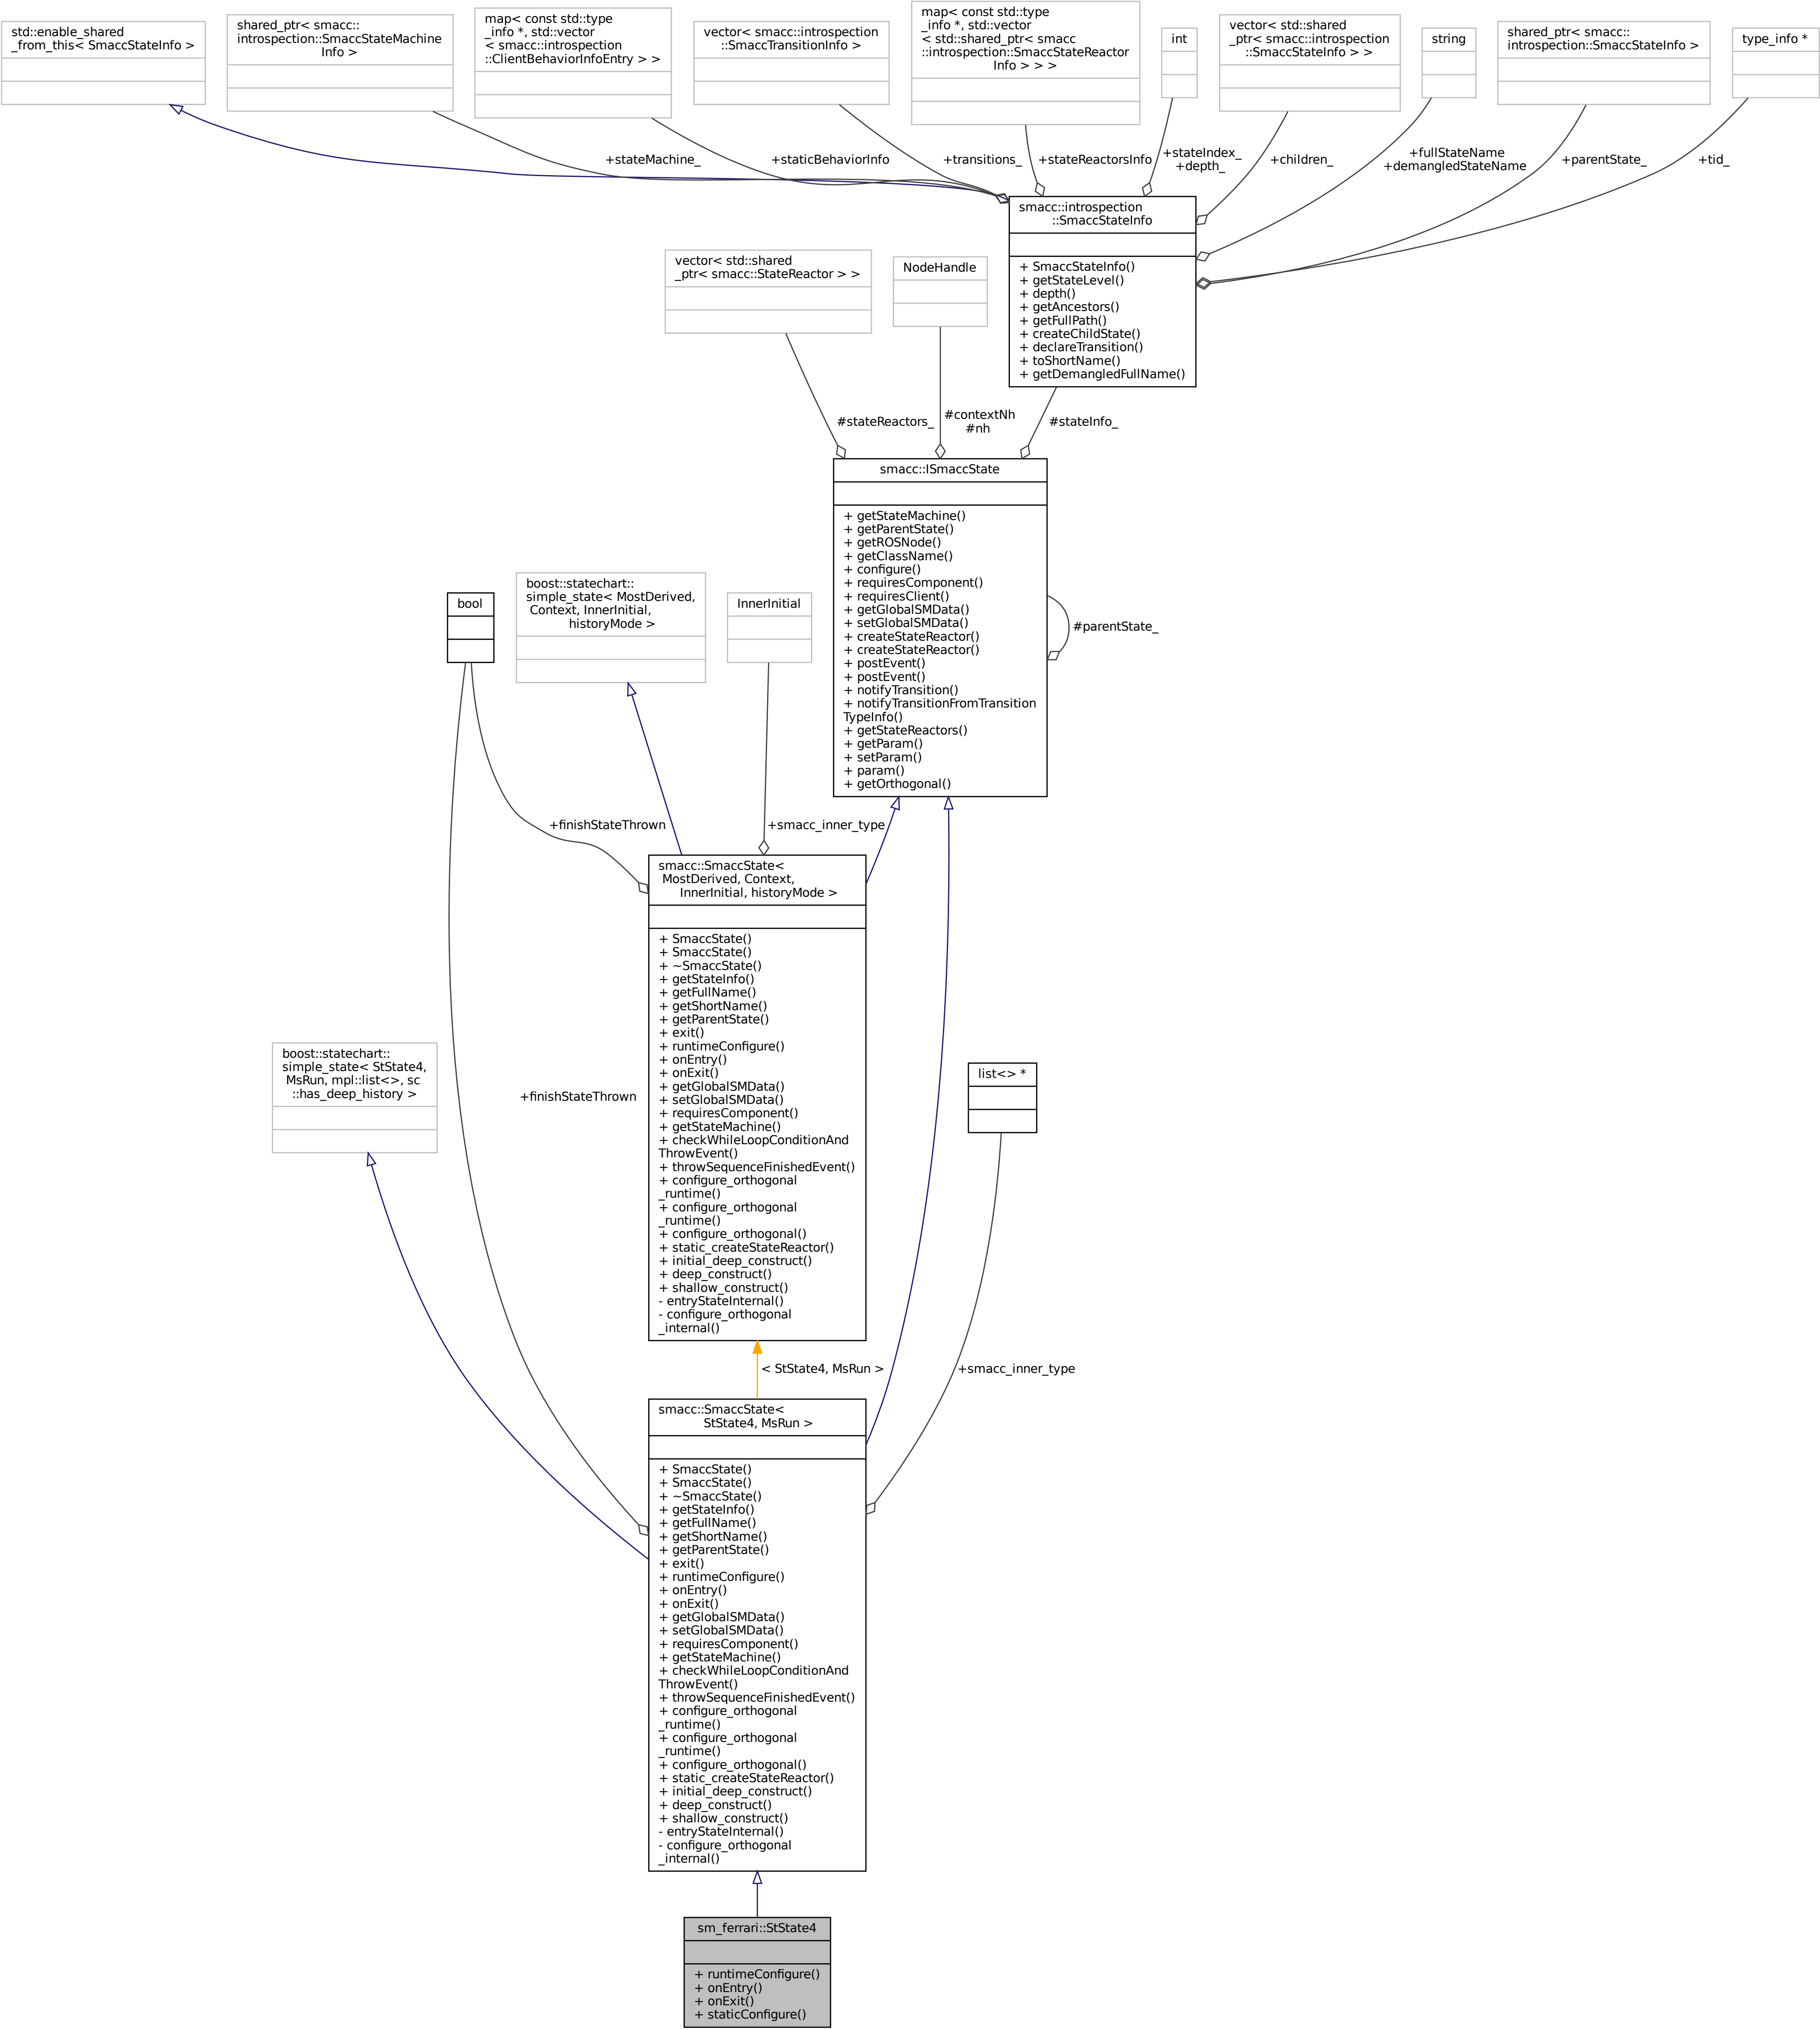 std::enable_shared
_from_this< SmaccStateInfo >
shared_ptr< smacc::
introspection::SmaccStateMachine
Info >
map< const std::type
_info *, std::vector
< smacc::introspection
::ClientBehaviorInfoEntry > >
vector< smacc::introspection
::SmaccTransitionInfo >
map< const std::type
_info *, std::vector
< std::shared_ptr< smacc
::introspection::SmaccStateReactor
Info > > >
int
vector< std::shared
_ptr< smacc::introspection
::SmaccStateInfo > >
string
shared_ptr< smacc::
introspection::SmaccStateInfo >
type_info *
+stateMachine_
+staticBehaviorInfo
+transitions_
+stateReactorsInfo
+stateIndex_
+depth_
+children_
+fullStateName
+demangledStateName
+parentState_
+tid_
smacc::introspection
::SmaccStateInfo
+ SmaccStateInfo()
+ getStateLevel()
+ depth()
+ getAncestors()
+ getFullPath()
+ createChildState()
+ declareTransition()
+ toShortName()
+ getDemangledFullName()
vector< std::shared
_ptr< smacc::StateReactor > >
NodeHandle
#stateReactors_
#contextNh
#nh
#stateInfo_
smacc::ISmaccState
+ getStateMachine()
+ getParentState()
+ getROSNode()
+ getClassName()
+ configure()
+ requiresComponent()
+ requiresClient()
+ getGlobalSMData()
+ setGlobalSMData()
+ createStateReactor()
+ createStateReactor()
+ postEvent()
+ postEvent()
+ notifyTransition()
+ notifyTransitionFromTransition
TypeInfo()
+ getStateReactors()
+ getParam()
+ setParam()
+ param()
+ getOrthogonal()
#parentState_
bool
boost::statechart::
simple_state< MostDerived,
Context, InnerInitial,
historyMode >
InnerInitial
+finishStateThrown
+smacc_inner_type
smacc::SmaccState<
MostDerived, Context,
InnerInitial, historyMode >
+ SmaccState()
+ SmaccState()
+ ~SmaccState()
+ getStateInfo()
+ getFullName()
+ getShortName()
+ getParentState()
+ exit()
+ runtimeConfigure()
+ onEntry()
+ onExit()
+ getGlobalSMData()
+ setGlobalSMData()
+ requiresComponent()
+ getStateMachine()
+ checkWhileLoopConditionAnd
ThrowEvent()
+ throwSequenceFinishedEvent()
+ configure_orthogonal
_runtime()
+ configure_orthogonal
_runtime()
+ configure_orthogonal()
+ static_createStateReactor()
+ initial_deep_construct()
+ deep_construct()
+ shallow_construct()
- entryStateInternal()
- configure_orthogonal
_internal()
boost::statechart::
simple_state< StState4,
MsRun, mpl::list<>, sc
::has_deep_history >
+finishStateThrown
list<> *
< StState4, MsRun >
+smacc_inner_type
smacc::SmaccState<
StState4, MsRun >
+ SmaccState()
+ SmaccState()
+ ~SmaccState()
+ getStateInfo()
+ getFullName()
+ getShortName()
+ getParentState()
+ exit()
+ runtimeConfigure()
+ onEntry()
+ onExit()
+ getGlobalSMData()
+ setGlobalSMData()
+ requiresComponent()
+ getStateMachine()
+ checkWhileLoopConditionAnd
ThrowEvent()
+ throwSequenceFinishedEvent()
+ configure_orthogonal
_runtime()
+ configure_orthogonal
_runtime()
+ configure_orthogonal()
+ static_createStateReactor()
+ initial_deep_construct()
+ deep_construct()
+ shallow_construct()
- entryStateInternal()
- configure_orthogonal
_internal()
sm_ferrari::StState4
+ runtimeConfigure()
+ onEntry()
+ onExit()
+ staticConfigure()